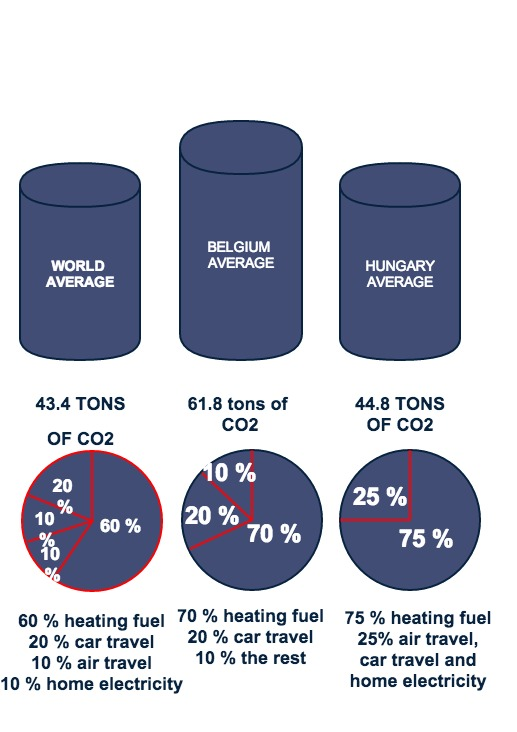 WORLD
AVERAGE
BELGIUM
AVERAGE
HUNGARY
AVERAGE
43.4 TONS
OF CO2
61.8 tons of
CO2
44.8 TONS
OF CO2
20
%
10
%
10
%
60 %
10 %
20 %
70 %
25 %
75 %
60 % heating fuel
20 % car travel
10 % air travel
10 % home electricity
70 % heating fuel
20 % car travel
10 % the rest
75 % heating fuel
25% air travel,
car travel and
home electricity